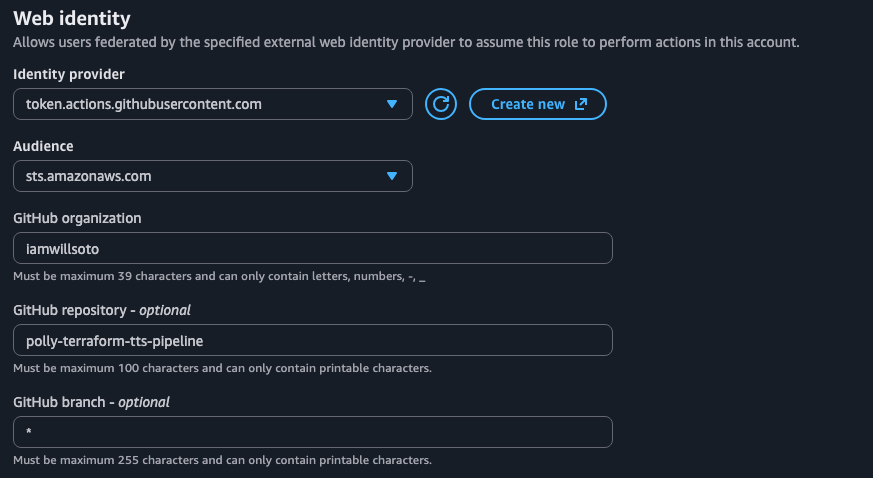 Web identity
Allows users federated by the specified external web identity provider to assume this role to perform actions in this account.
Identity provider
token.actions.githubusercontent.com
Create new
Audience
sts.amazonaws.com
GitHub organization
iamwillsoto
Must be maximum 39 characters and can only contain letters, numbers, -, _
GitHub repository - optional
polly-terraform-tts-pipeline
Must be maximum 100 characters and can only contain printable characters.
GitHub branch - optional
*
Must be maximum 255 characters and can only contain printable characters.